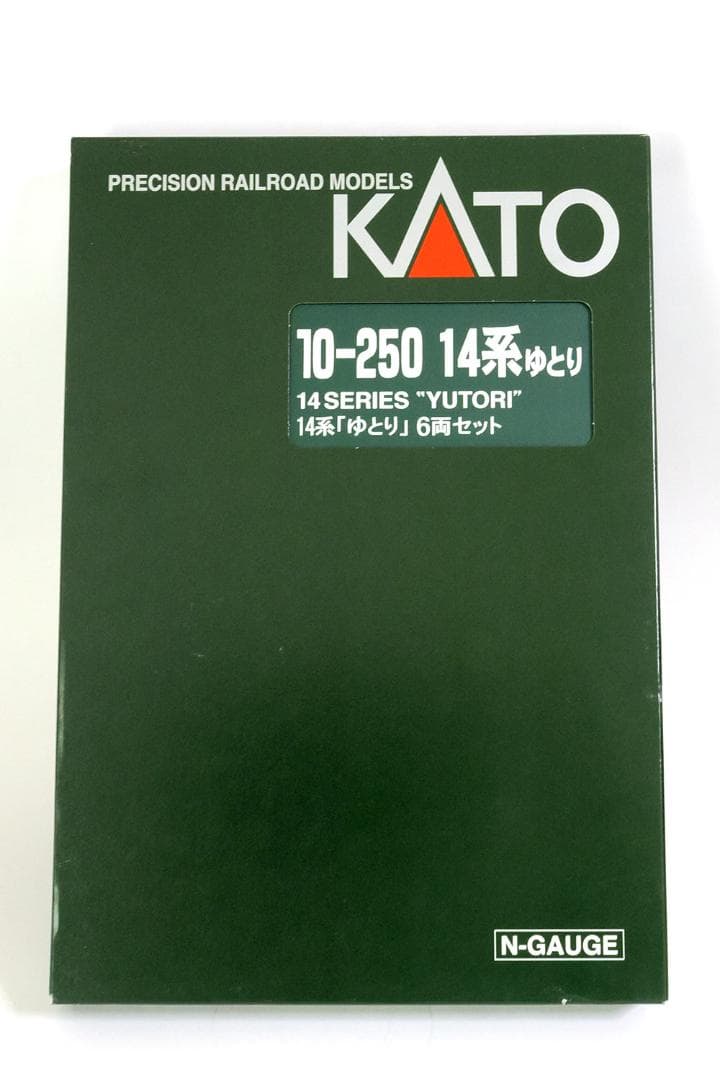 PRECISION RAILROAD MODELS
KATO
10-250 14系ゆとり
14 SERIES "YUTORI"
14系「ゆとり」6両セット
N-GAUGE